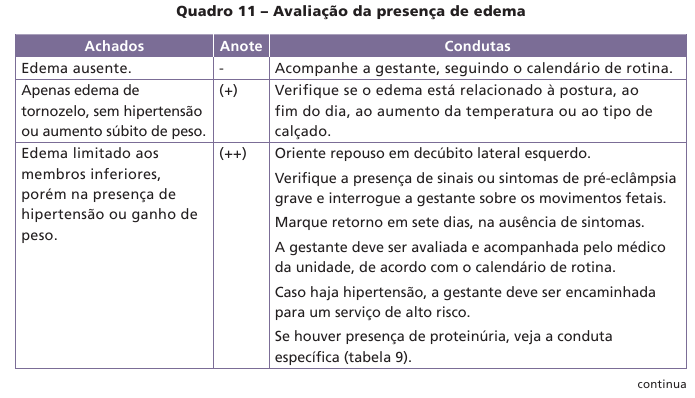 Quadro 11 – Avaliação da presença de edema
Achados Anote Condutas
Edema ausente. - Acompanhe a gestante, seguindo o calendário de rotina.
Apenas edema de
tornozelo, sem hipertensão
ou aumento súbito de peso.
(+)
Verifique se o edema está relacionado à postura, ao
fim do dia, ao aumento da temperatura ou ao tipo de
calçado.
Edema limitado aos
membros inferiores,
porém na presença de
hipertensão ou ganho de
peso.
(++)
Oriente repouso em decúbito lateral esquerdo.
Verifique a presença de sinais ou sintomas de pré-eclâmpsia
grave e interrogue a gestante sobre os movimentos fetais.
Marque retorno em sete dias, na ausência de sintomas.
A gestante deve ser avaliada e acompanhada pelo médico
da unidade, de acordo com o calendário de rotina.
Caso haja hipertensão, a gestante deve ser encaminhada
para um serviço de alto risco.
Se houver presença de proteinúria, veja a conduta
específica (tabela 9).
continua